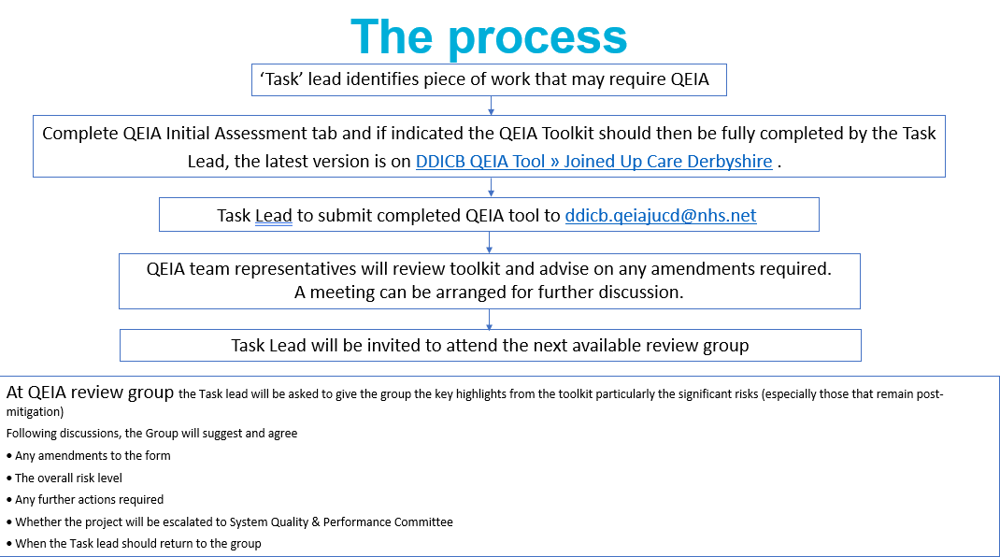 The process
‘Task’ lead identifies piece of work that may require QEIA
Complete QEIA Initial Assessment tab and if indicated the QEIA Toolkit should then be fully completed by the Task
Lead, the latest version is on DDICB QEIA Tool » Joined Up Care Derbyshire .
Task Lead to submit completed QEIA tool to ddicb.qeiajucd@nhs.net
QEIA team representatives will review toolkit and advise on any amendments required.
A meeting can be arranged for further discussion.
Task Lead will be invited to attend the next available review group
At QEIA review group the Task lead will be asked to give the group the key highlights from the toolkit particularly the significant risks (especially those that remain post-
mitigation)
Following discussions, the Group will suggest and agree
• Any amendments to the form
• The overall risk level
• Any further actions required
• Whether the project will be escalated to System Quality & Performance Committee
• When the Task lead should return to the group